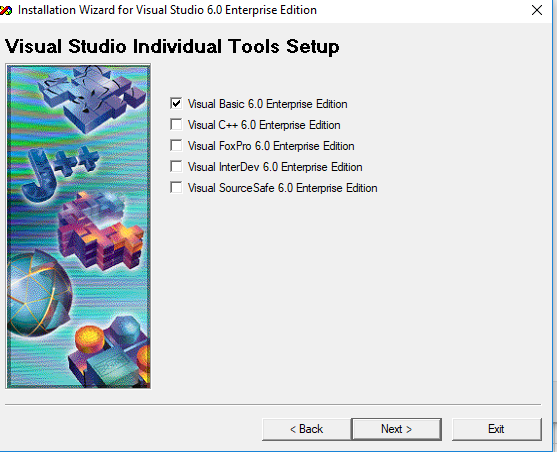 Installation Wizard for Visual Studio 6.0 Enterprise Edition
Visual Studio Individual Tools Setup
Visual Basic 6.0 Enterprise Edition
Visual C++ 6.0 Enterprise Edition
Visual FoxPro 6.0 Enterprise Edition
Visual InterDev 6.0 Enterprise Edition
Visual SourceSafe 6.0 Enterprise Edition
J++
< Back
Next >
Exit